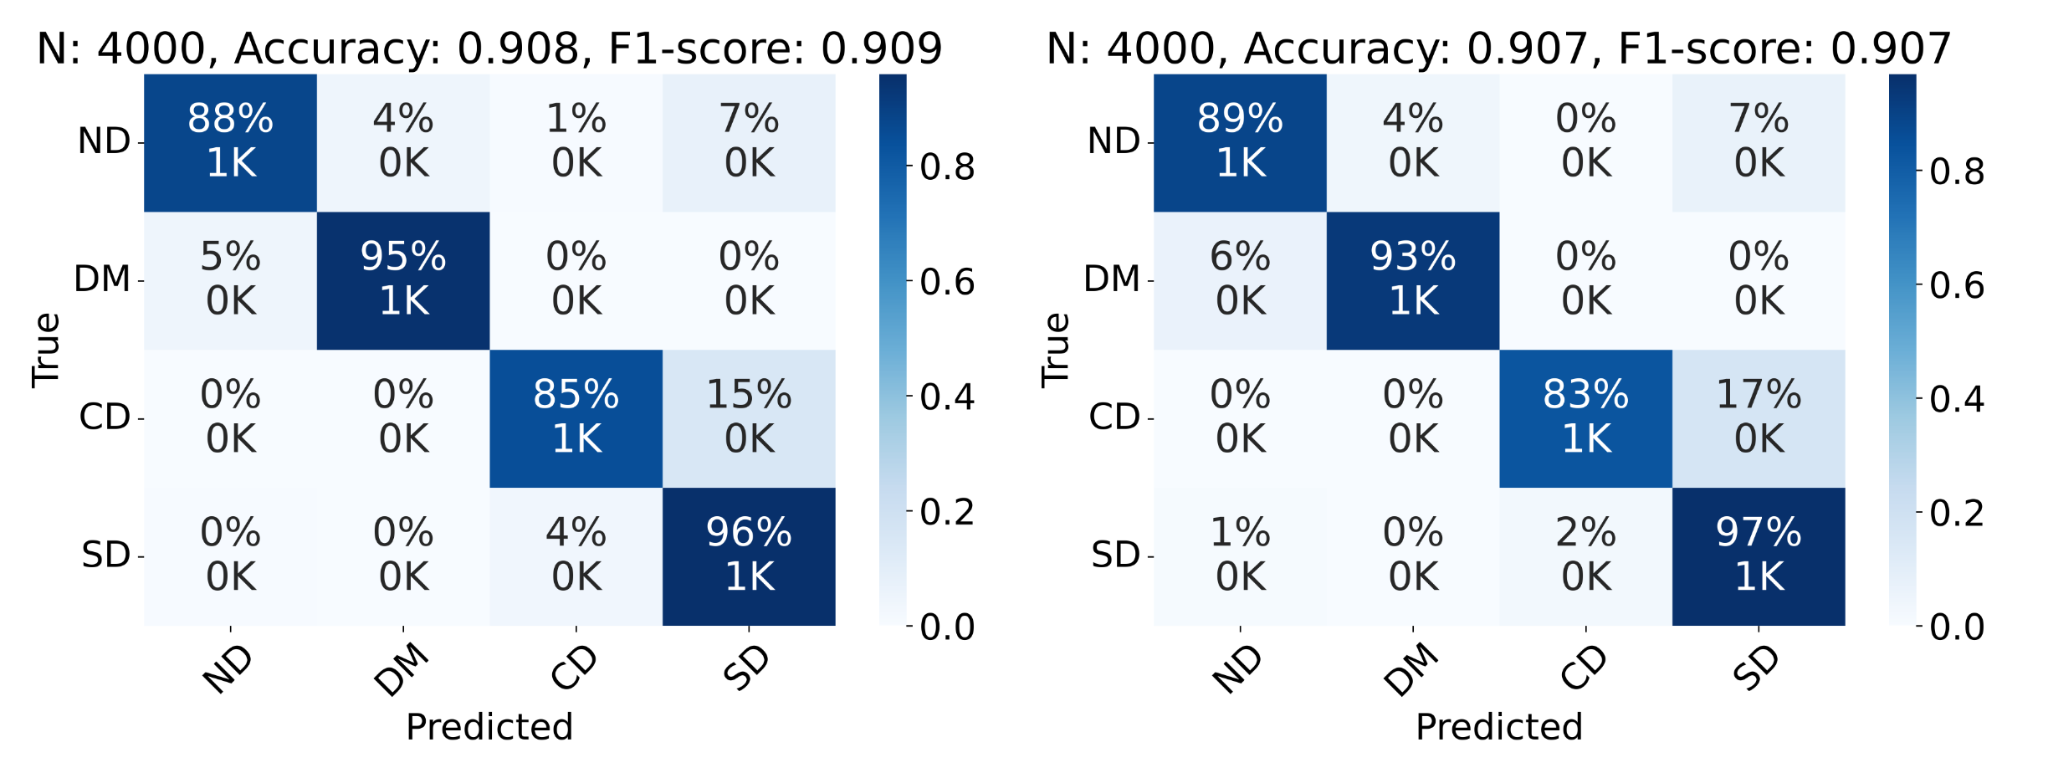 N: 4000, Accuracy: 0.908, F1-score: 0.909
ND
88% 4% 1% 7%
1K 0K 0K 0K
DM
5% 95% 0% 0%
0K 1K 0K 0K
CD
0% 0% 85% 15%
0K 0K 1K 0K
SD
0% 0% 4% 96%
0K 0K 0K 1K
True
ND DM CD SD
Predicted
0.8
0.6
0.4
0.2
0.0
N: 4000, Accuracy: 0.907, F1-score: 0.907
ND
89% 4% 0% 7%
1K 0K 0K 0K
DM
6% 93% 0% 0%
0K 1K 0K 0K
CD
0% 0% 83% 17%
0K 0K 1K 0K
SD
1% 0% 2% 97%
0K 0K 0K 1K
True
ND DM CD SD
Predicted
0.8
0.6
0.4
0.2
0.0